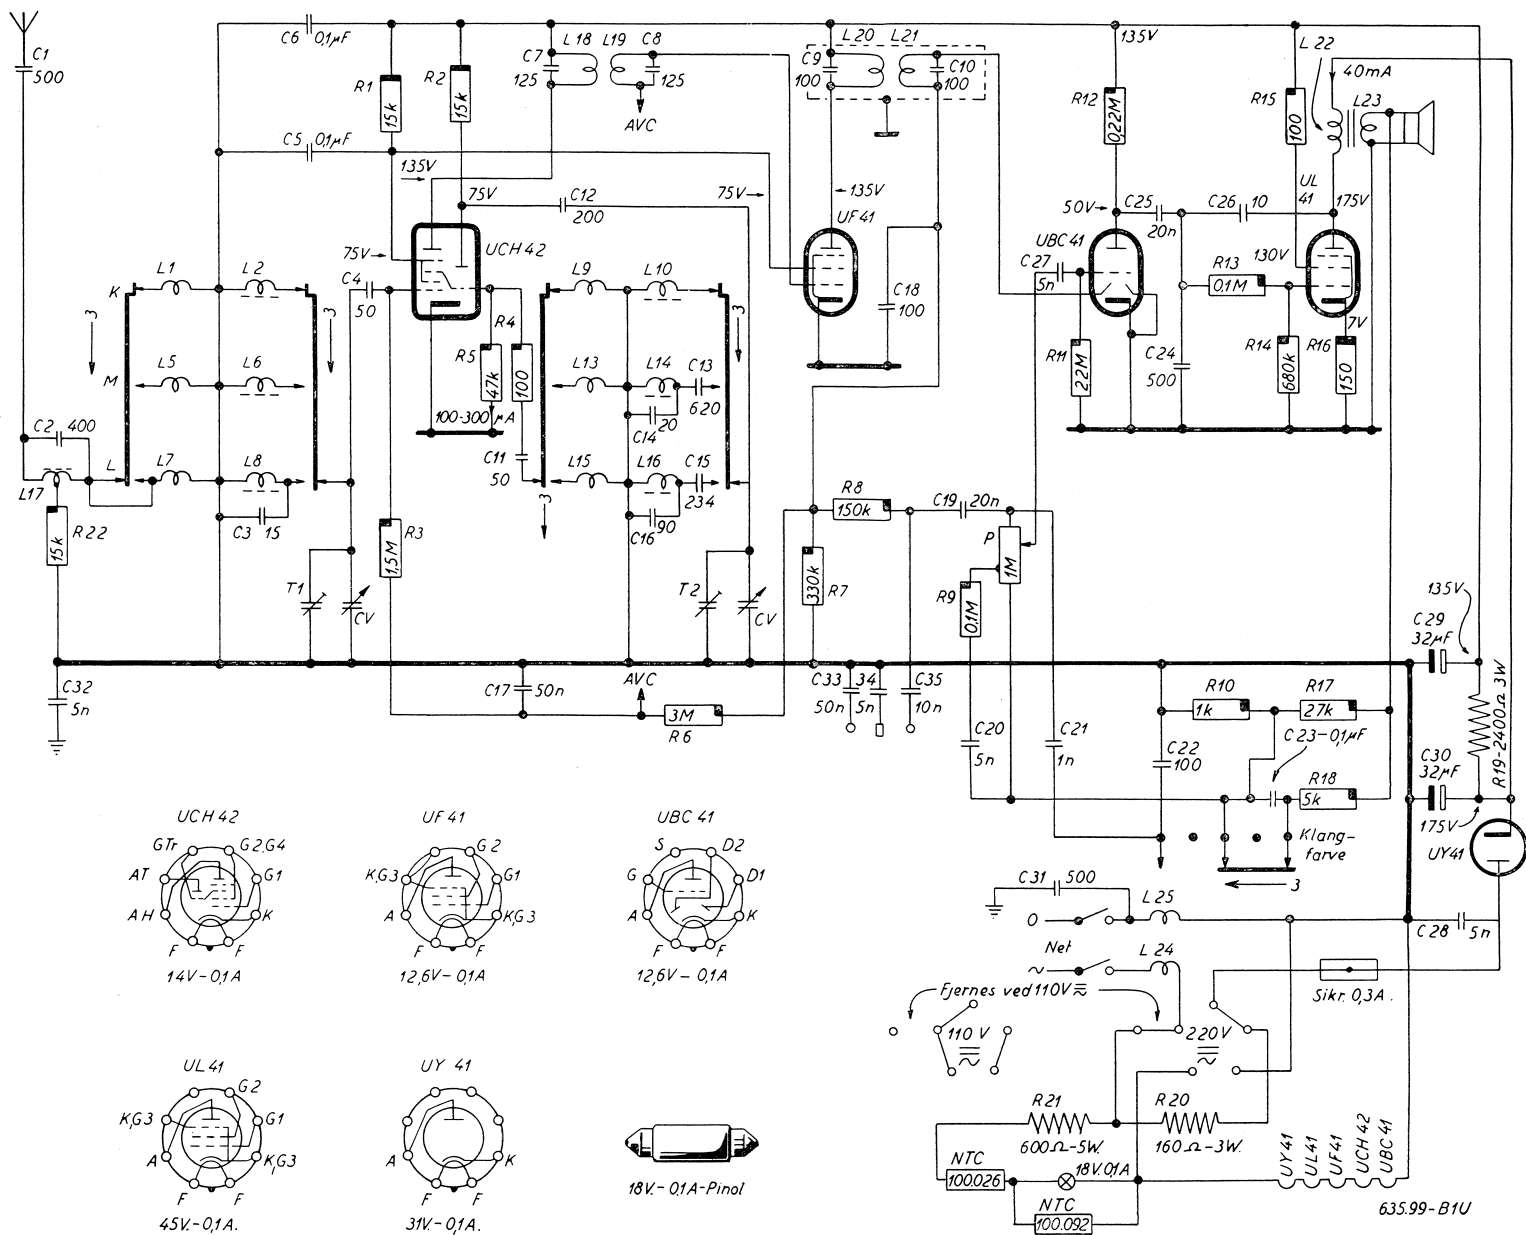 C1
500
C6 0,1µF
R1
15k
R2
15k
C7
125
L18
L19
C8
125
AVC
C9
100
L20
L21
C10
100
135V
R12
0,22M
R15
100
L22
40mA
L23
C5 0,1µF
135V
75V
C12
200
75V
135V
UF41
50V
C25
20n
C26 10
UL
41
175V
UCH42
75V
UBC41
C27
5n
130V
R13
0,1M
7V
L1
L2
K
3
3
C4
50
R4
100
L9
L10
3
C18
100
L5
L6
M
R5
47k
100-300µA
L13
L14
C13
620
20
C14
R11
22M
C24
500
R14
680k
R16
150
C2 400
L
L7
L8
L17
C3 15
C11
50
L15
L16
C15
234
90
C16
3
R22
15k
R3
1,5M
R8
150k
C19 20n
P
1M
T1
CV
T2
CV
330k
R7
R9
0,1M
135V
C29
32µF
C32
5n
C17 50n
AVC
3M
R6
C33
50n
34
5n
C35
10n
R10
1k
R17
27k
C23-0,1µF
C20
5n
C21
1n
C22
100
R18
5k
C30
32µF
R19-2400Ω 3W
175V
UY41
Klang-
farve
3
UCH42
GTr
G2,G4
AT
G1
AH
K
F
F
14V-0,1A
UF41
G2
K,G3
G1
A
K,G3
F
F
12,6V-0,1A
UBC 41
S
D2
G
D1
A
K
F
F
12,6V-0,1A
C31 500
O
L25
Net
L24
C28
5n
Fjernes ved 110V
Sikr. 0,3A.
110V
220V
UL41
G2
K,G3
G1
A
K,G3
F
F
45V.-0,1A.
UY 41
A
K
F
F
31V.-0,1A.
18V.-0,1A-Pinol
R21
600Ω-5W.
R20
160Ω-3W.
NTC
100.026
18V.0,1A
NTC
100.092
UY41
UL41
UF41
UCH42
UBC41
635.99-B1U